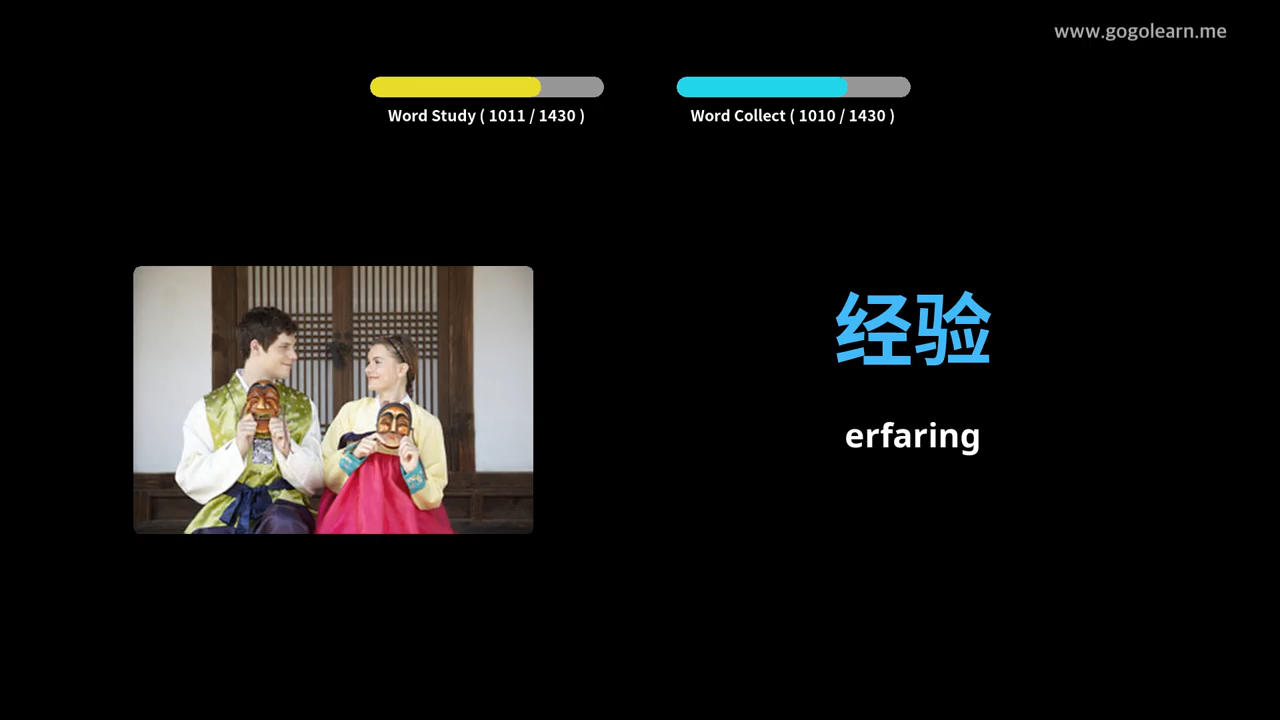 www.gogolearn.me
Word Study ( 1011 / 1430 )
Word Collect ( 1010 / 1430 )
经验
erfaring